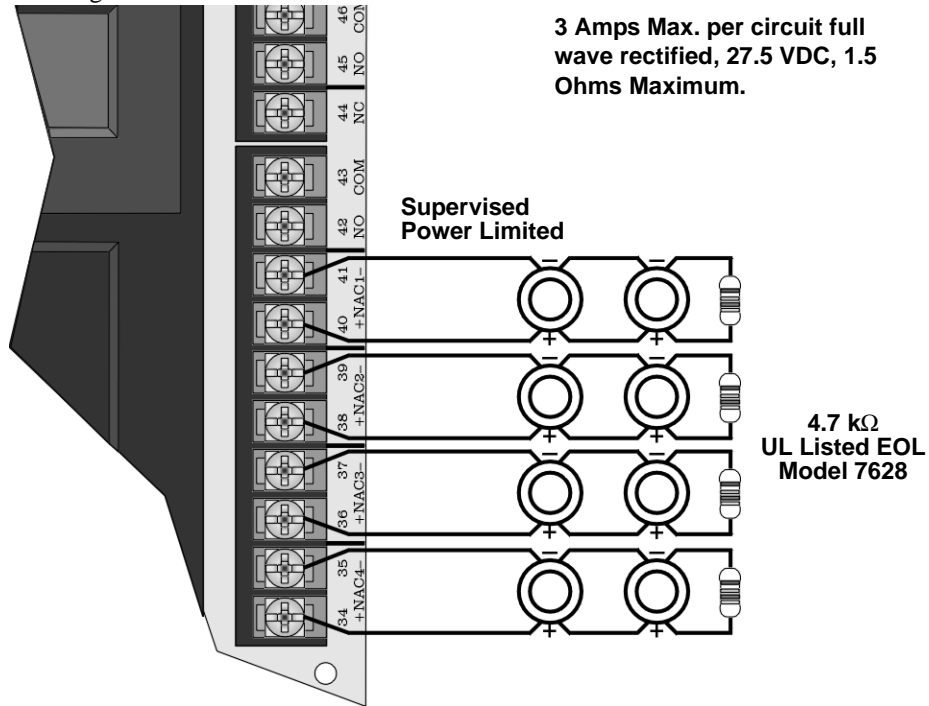 3 Amps Max. per circuit full
wave rectified, 27.5 VDC, 1.5
Ohms Maximum.
46
COM
45
NO
44
NC
43
COM
42
NO
Supervised
Power Limited
41
40
+NAC1-
39
38
+NAC2-
37
36
+NAC3-
35
34
+NAC4-
4.7 kΩ
UL Listed EOL
Model 7628
− −
+ +
− −
+ +
− −
+ +
− −
+ +